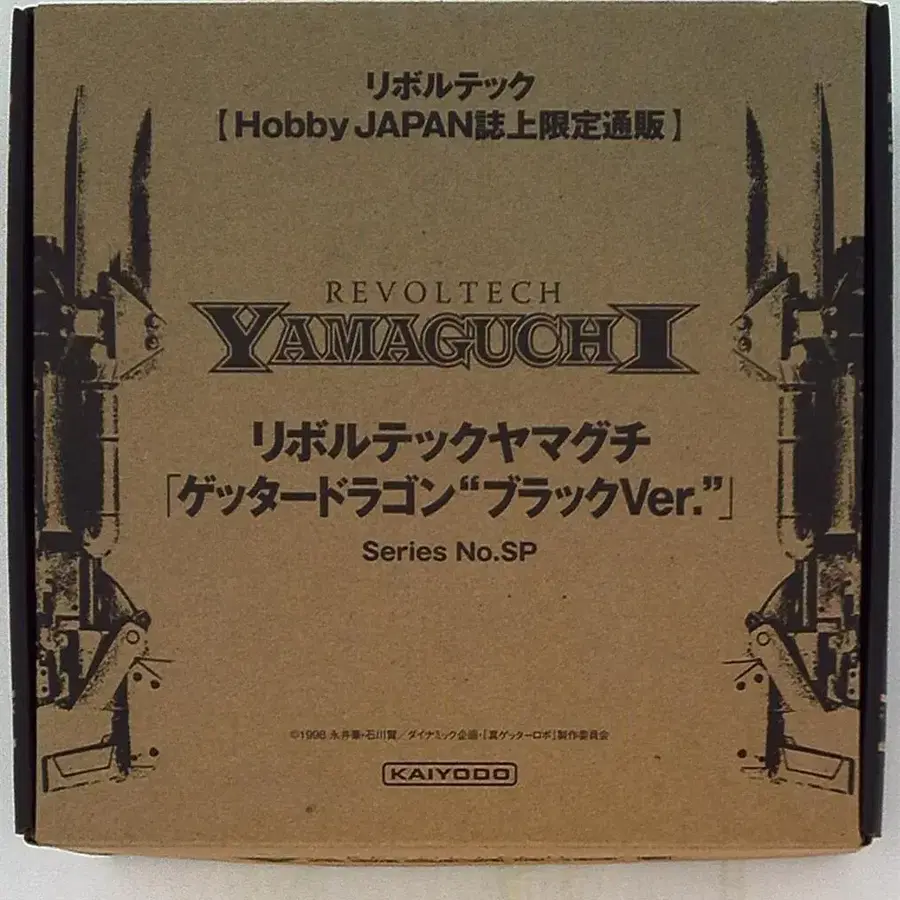 リボルテック
【Hobby JAPAN誌上限定通販】
REVOLTECH
YAMAGUCHI
リボルテックヤマグチ
「ゲッタードラゴン“ブラックVer.”」
Series No.SP
©1998 永井豪・石川賢／ダイナミック企画・「真ゲッターロボ」製作委員会
KAIYODO